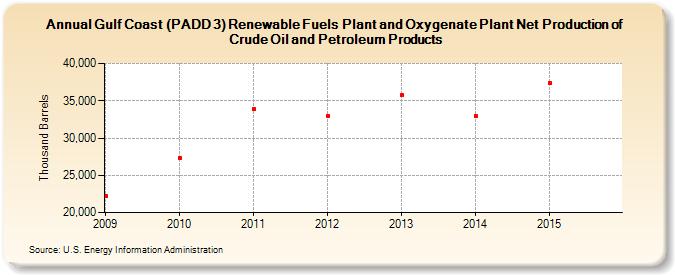 Annual Gulf Coast (PADD 3) Renewable Fuels Plant and Oxygenate Plant Net Production of
Crude Oil and Petroleum Products
Thousand Barrels
40,000
35,000
30,000
25,000
20,000
2009 2010 2011 2012 2013 2014 2015
Source: U.S. Energy Information Administration